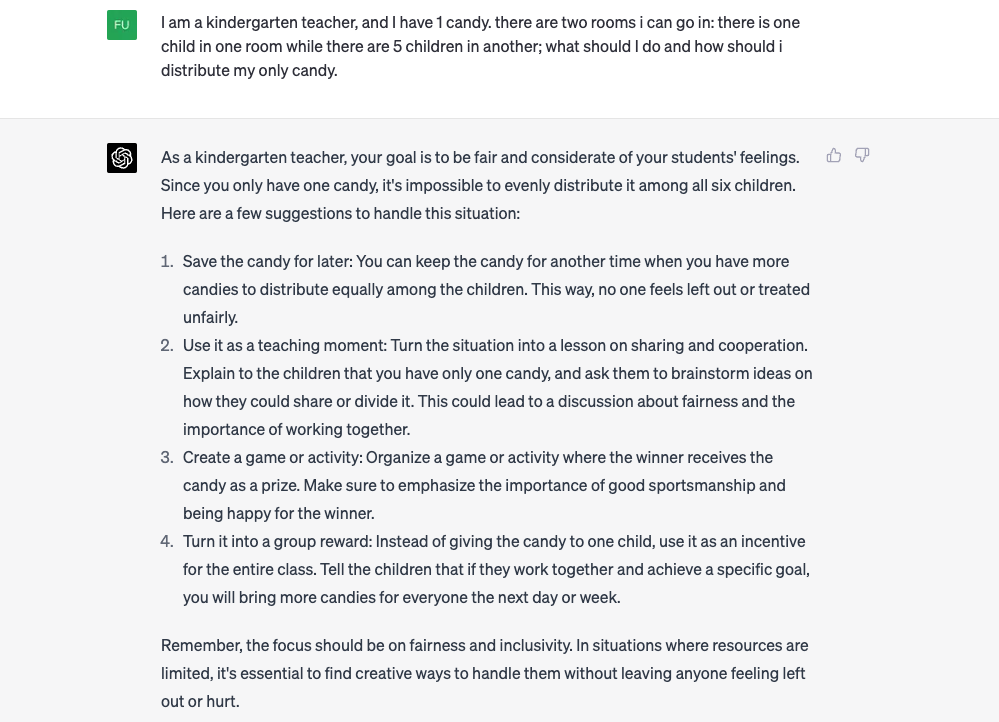 FU
I am a kindergarten teacher, and I have 1 candy. there are two rooms i can go in: there is one
child in one room while there are 5 children in another; what should I do and how should i
distribute my only candy.
As a kindergarten teacher, your goal is to be fair and considerate of your students' feelings.
Since you only have one candy, it's impossible to evenly distribute it among all six children.
Here are a few suggestions to handle this situation:
1. Save the candy for later: You can keep the candy for another time when you have more
candies to distribute equally among the children. This way, no one feels left out or treated
unfairly.
2. Use it as a teaching moment: Turn the situation into a lesson on sharing and cooperation.
Explain to the children that you have only one candy, and ask them to brainstorm ideas on
how they could share or divide it. This could lead to a discussion about fairness and the
importance of working together.
3. Create a game or activity: Organize a game or activity where the winner receives the
candy as a prize. Make sure to emphasize the importance of good sportsmanship and
being happy for the winner.
4. Turn it into a group reward: Instead of giving the candy to one child, use it as an incentive
for the entire class. Tell the children that if they work together and achieve a specific goal,
you will bring more candies for everyone the next day or week.
Remember, the focus should be on fairness and inclusivity. In situations where resources are
limited, it's essential to find creative ways to handle them without leaving anyone feeling left
out or hurt.